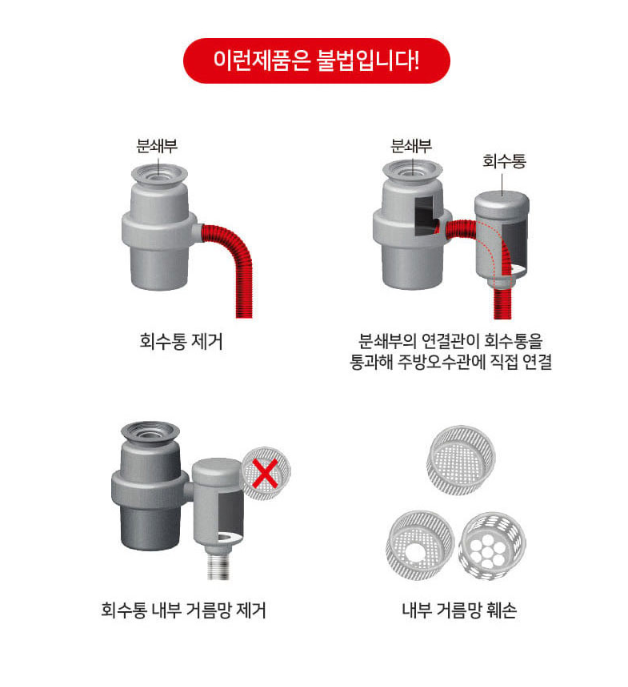 이런제품은 불법입니다!
분쇄부
회수통 제거
분쇄부
회수통
분쇄부의 연결관이 회수통을
통과해 주방오수관에 직접 연결
회수통 내부 거름망 제거
내부 거름망 훼손